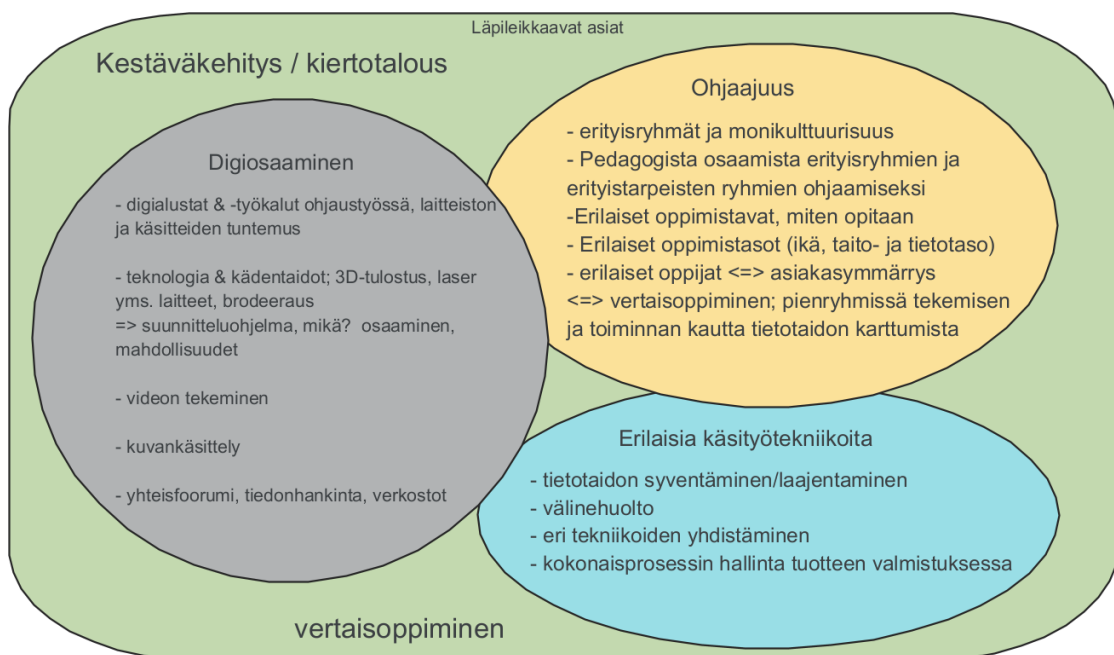 Läpileikkaavat asiat
Kestäväkehitys / kiertotalous
Digiosaaminen
- digialustat & -työkalut ohjaustyössä, laitteiston
ja käsitteiden tuntemus
- teknologia & kädentaidot; 3D-tulostus, laser
yms. laitteet, brodeeraus
=> suunnitteluohjelma, mikä? osaaminen,
mahdollisuudet
- videon tekeminen
- kuvankäsittely
- yhteisfoorumi, tiedonhankinta, verkostot
Ohjaajuus
- erityisryhmät ja monikulttuurisuus
- Pedagogista osaamista erityisryhmien ja
erityistarpeisten ryhmien ohjaamiseksi
-Erilaiset oppimistavat, miten opitaan
- Erilaiset oppimistasot (ikä, taito- ja tietotaso)
- erilaiset oppijat <=> asiakasymmärrys
<=> vertaisoppiminen; pienryhmissä tekemisen
ja toiminnan kautta tietotaidon karttumista
Erilaisia käsityötekniikoita
- tietotaidon syventäminen/laajentaminen
- välinehuolto
- eri tekniikoiden yhdistäminen
- kokonaisprosessin hallinta tuotteen valmistuksessa
vertaisoppiminen